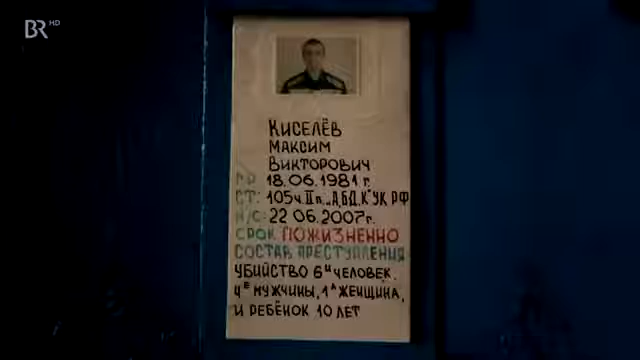 BR HD
КИСЕЛЁВ
МАКСИМ
ВИКТОРОВИЧ
Г.Р. 18.06.1981 г.
СТ: 105 ч. II п. „А,Б,Д,К" УК РФ
Н/С: 22 06.2007г.
СРОК ПОЖИЗНЕННО
СОСТАВ ПРЕСТУПЛЕНИЯ
УБИЙСТВО 6И ЧЕЛОВЕК.
4Е МУЖЧИНЫ, 1А ЖЕНЩИНА,
И РЕБЁНОК 10 ЛЕТ